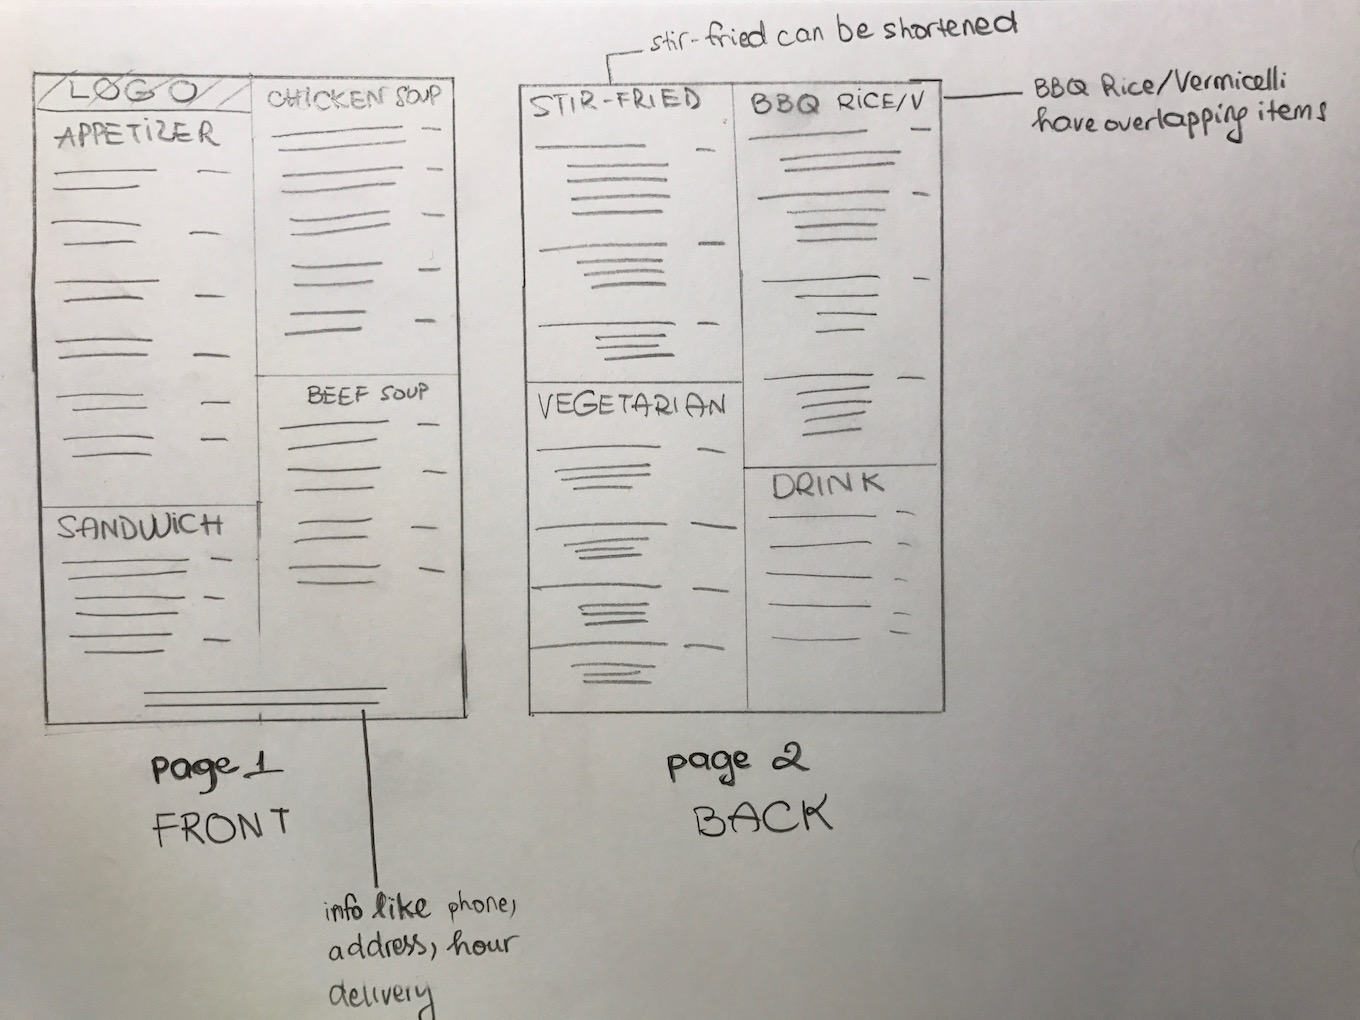 stir-fried can be shortened
LOGO
CHICKEN SOUP
APPETIZER
BEEF SOUP
SANDWICH
STIR-FRIED
BBQ RICE/V
BBQ Rice/Vermicelli
have overlapping items
VEGETARIAN
DRINK
page 1
FRONT
page 2
BACK
info like phone,
address, hour
delivery